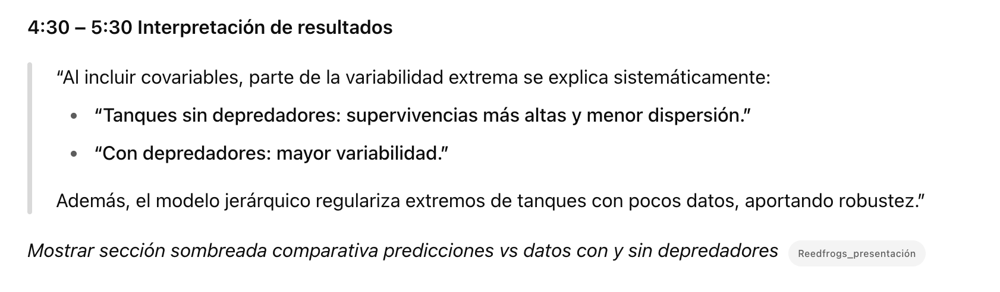 4:30 – 5:30 Interpretación de resultados
“Al incluir covariables, parte de la variabilidad extrema se explica sistemáticamente:
• “Tanques sin depredadores: supervivencias más altas y menor dispersión.”
• “Con depredadores: mayor variabilidad.”
Además, el modelo jerárquico regulariza extremos de tanques con pocos datos, aportando robustez.”
Mostrar sección sombreada comparativa predicciones vs datos con y sin depredadores Reedfrogs_presentación